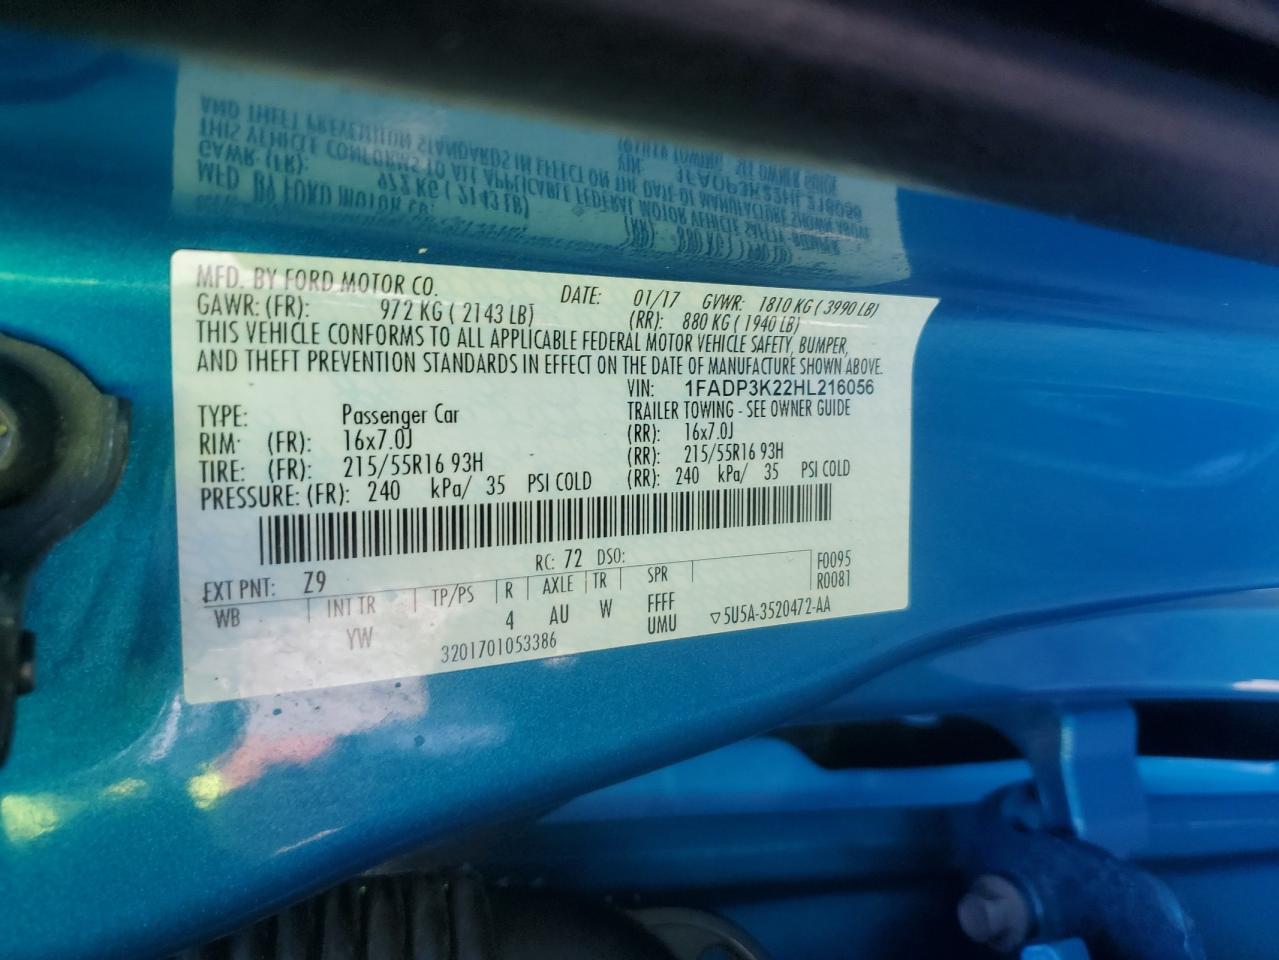 MFD. BY FORD MOTOR CO. DATE: 01/17 GVWR: 1810 KG ( 3990 LB)
GAWR: (FR): 972 KG ( 2143 LB) (RR): 880 KG ( 1940 LB)
THIS VEHICLE CONFORMS TO ALL APPLICABLE FEDERAL MOTOR VEHICLE SAFETY, BUMPER,
AND THEFT PREVENTION STANDARDS IN EFFECT ON THE DATE OF MANUFACTURE SHOWN ABOVE.
VIN: 1FADP3K22HL216056
TYPE: Passenger Car TRAILER TOWING - SEE OWNER GUIDE
RIM: (FR): 16x7.0J (RR): 16x7.0J
TIRE: (FR): 215/55R16 93H (RR): 215/55R16 93H
PRESSURE: (FR): 240 kPa/ 35 PSI COLD (RR): 240 kPa/ 35 PSI COLD
EXT PNT: Z9 RC: 72 DSO: F0095
WB INT TR TP/PS R AXLE TR SPR R0081
YW 4 AU W FFFF
UMU ▽5U5A-3520472-AA
3201701053386